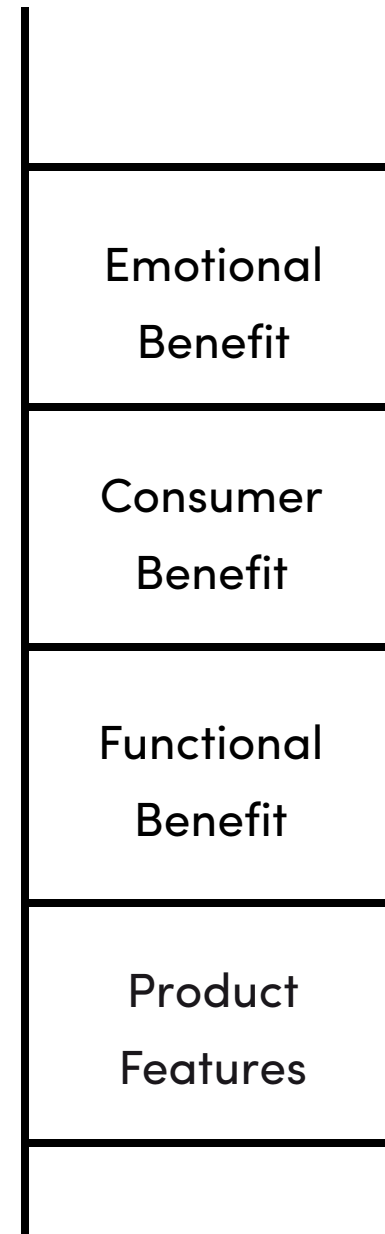 Emotional
Benefit
Consumer
Benefit
Functional
Benefit
Product
Features